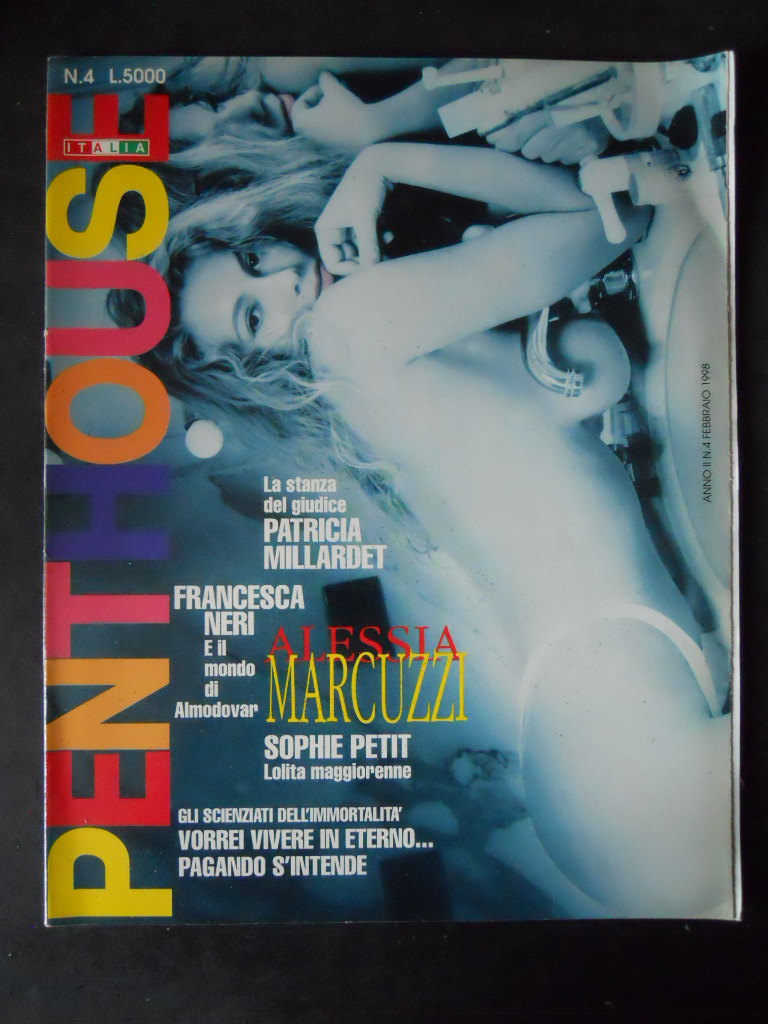 N.4 L.5000
PENTHOUSE
ITALIA
ANNO II N.4 FEBBRAIO 1998
La stanza
del giudice
PATRICIA
MILLARDET
FRANCESCA
NERI
E il
mondo
di
Almodovar
ALESSIA
MARCUZZI
SOPHIE PETIT
Lolita maggiorenne
GLI SCIENZIATI DELL'IMMORTALITA'
VORREI VIVERE IN ETERNO...
PAGANDO S'INTENDE